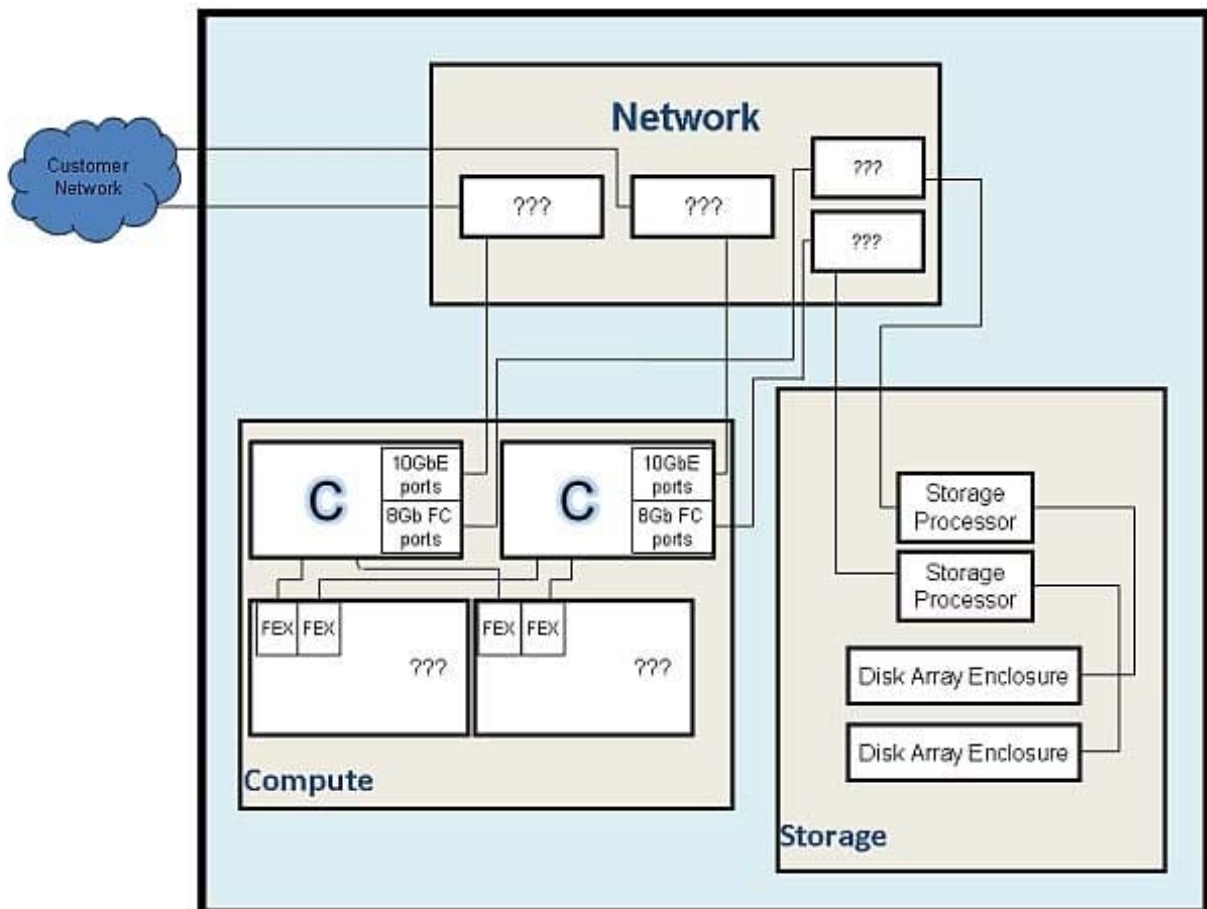 Network
Customer
Network
???
???
???
???
C
10GbE
ports
8Gb FC
ports
C
10GbE
ports
8Gb FC
ports
FEX FEX
???
FEX FEX
???
Compute
Storage
Processor
Storage
Processor
Disk Array Enclosure
Disk Array Enclosure
Storage